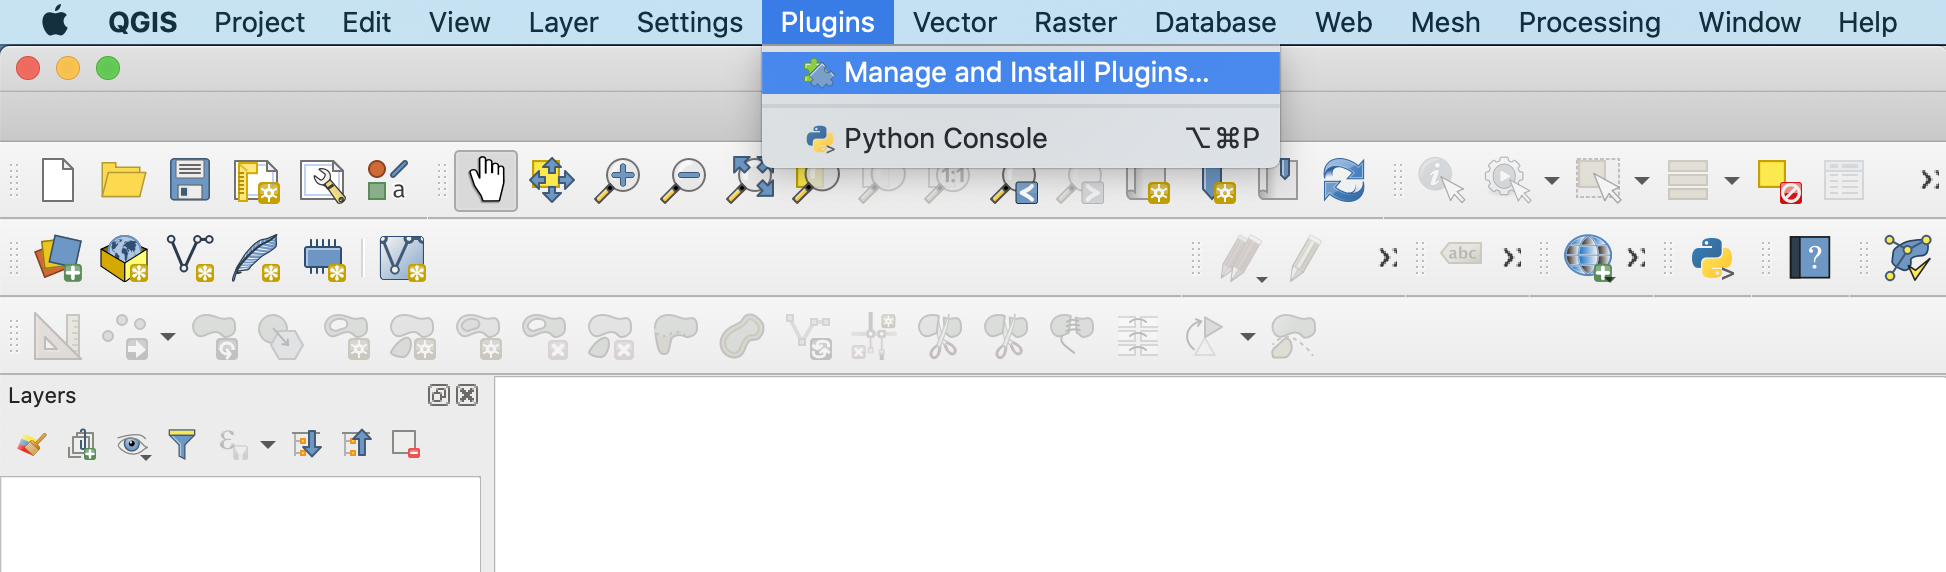 QGIS Project Edit View Layer Settings Plugins Vector Raster Database Web Mesh Processing Window Help
Manage and Install Plugins...
Python Console ⌥⌘P
a
1:1
abc
?
Layers
ε